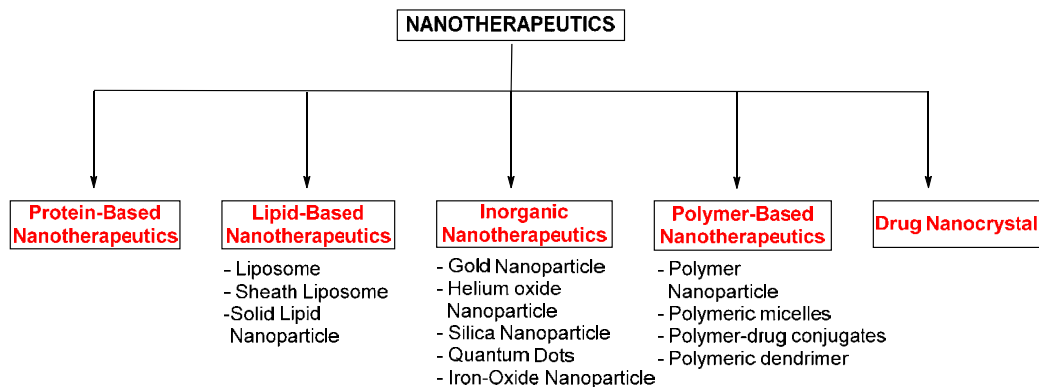 NANOTHERAPEUTICS
Protein-Based
Nanotherapeutics
Lipid-Based
Nanotherapeutics
- Liposome
- Sheath Liposome
-Solid Lipid
Nanoparticle
Inorganic
Nanotherapeutics
- Gold Nanoparticle
- Helium oxide
Nanoparticle
- Silica Nanoparticle
- Quantum Dots
- Iron-Oxide Nanoparticle
Polymer-Based
Nanotherapeutics
- Polymer
Nanoparticle
- Polymeric micelles
- Polymer-drug conjugates
- Polymeric dendrimer
Drug Nanocrystal